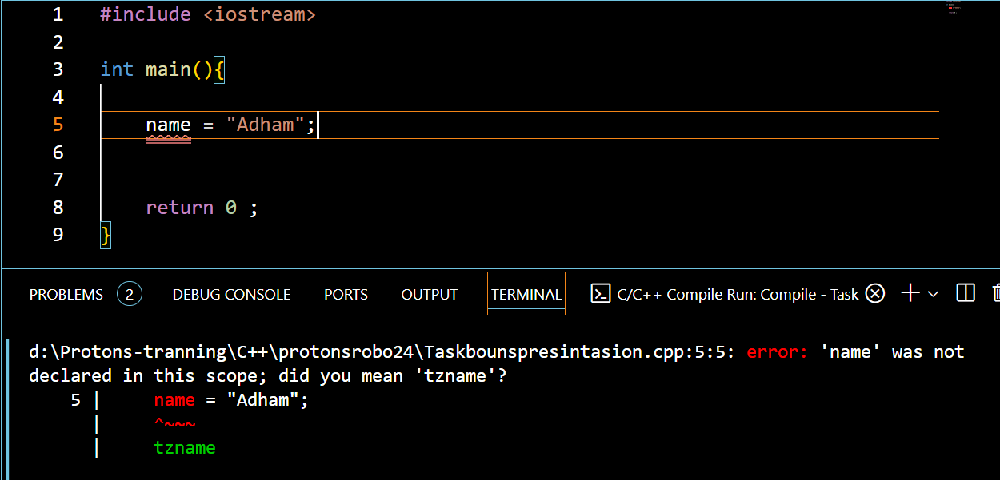 1 #include <iostream>
2
3 int main(){
4
5 name = "Adham";
6
7
8 return 0 ;
9 }
PROBLEMS 2 DEBUG CONSOLE PORTS OUTPUT TERMINAL C/C++ Compile Run: Compile - Task
d:\Protons-tranning\C++\protonsrobo24\Taskbounspresintasion.cpp:5:5: error: 'name' was not
declared in this scope; did you mean 'tzname'?
5 | name = "Adham";
| ^~~~
| tzname